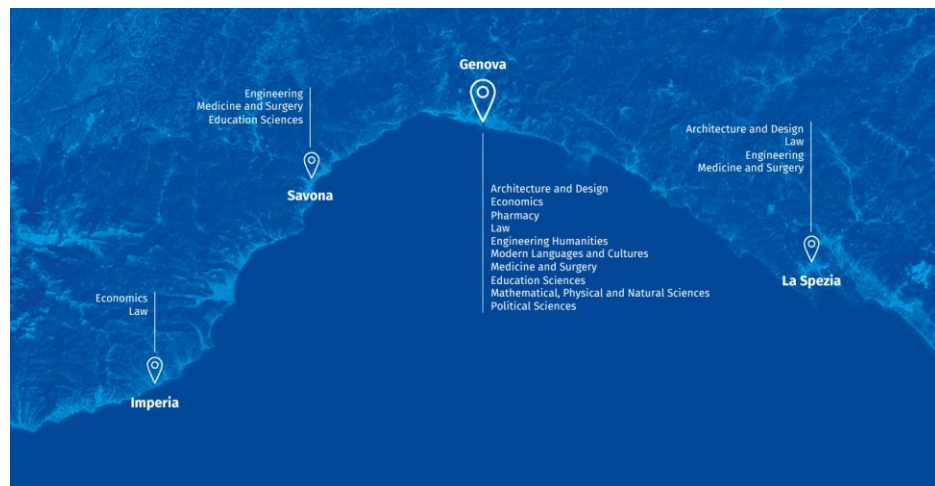 Genova
Engineering
Medicine and Surgery
Education Sciences
Savona
Architecture and Design
Law
Engineering
Medicine and Surgery
La Spezia
Architecture and Design
Economics
Pharmacy
Law
Engineering Humanities
Modern Languages and Cultures
Medicine and Surgery
Education Sciences
Mathematical, Physical and Natural Sciences
Political Sciences
Economics
Law
Imperia